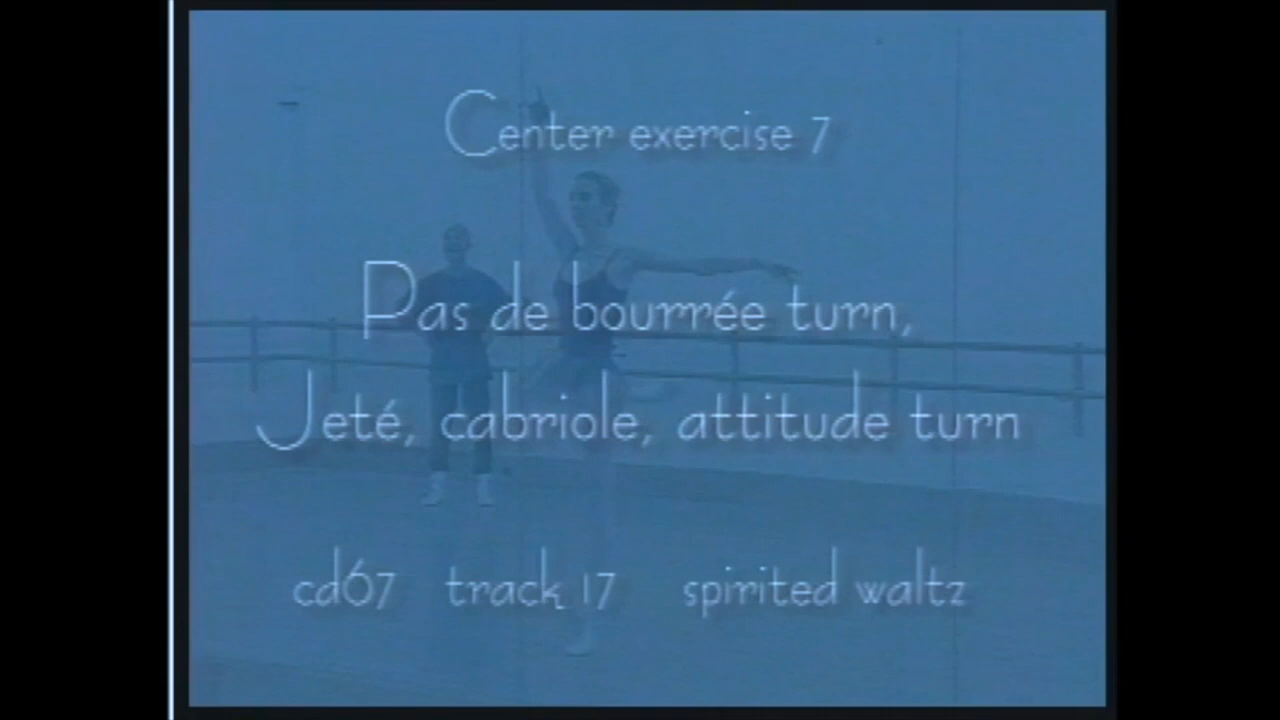 Center exercise 7
Pas de bourrée turn,
Jeté, cabriole, attitude turn
cd67 track 17 spirited waltz